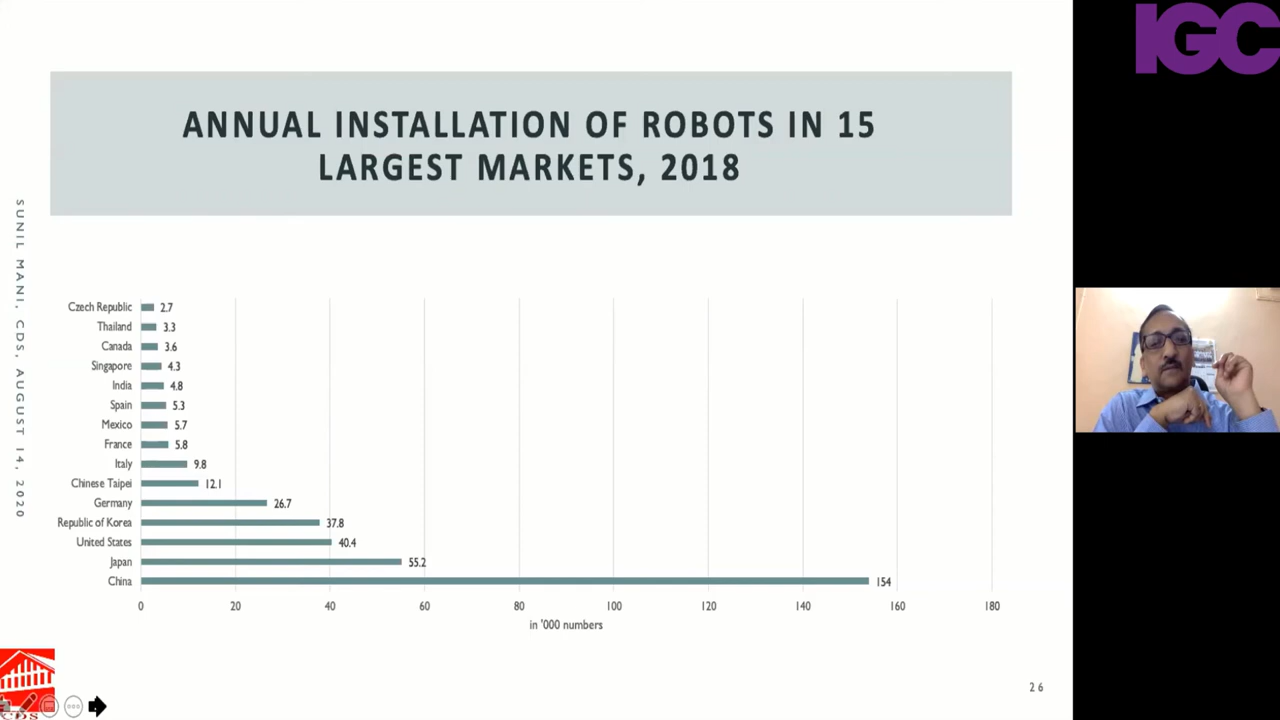 IGC
ANNUAL INSTALLATION OF ROBOTS IN 15
LARGEST MARKETS, 2018
SUNIL MANI, CDS, AUGUST 14, 2020
Czech Republic 2.7
Thailand 3.3
Canada 3.6
Singapore 4.3
India 4.8
Spain 5.3
Mexico 5.7
France 5.8
Italy 9.8
Chinese Taipei 12.1
Germany 26.7
Republic of Korea 37.8
United States 40.4
Japan 55.2
China 154
0 20 40 60 80 100 120 140 160 180
in '000 numbers
26
CDS